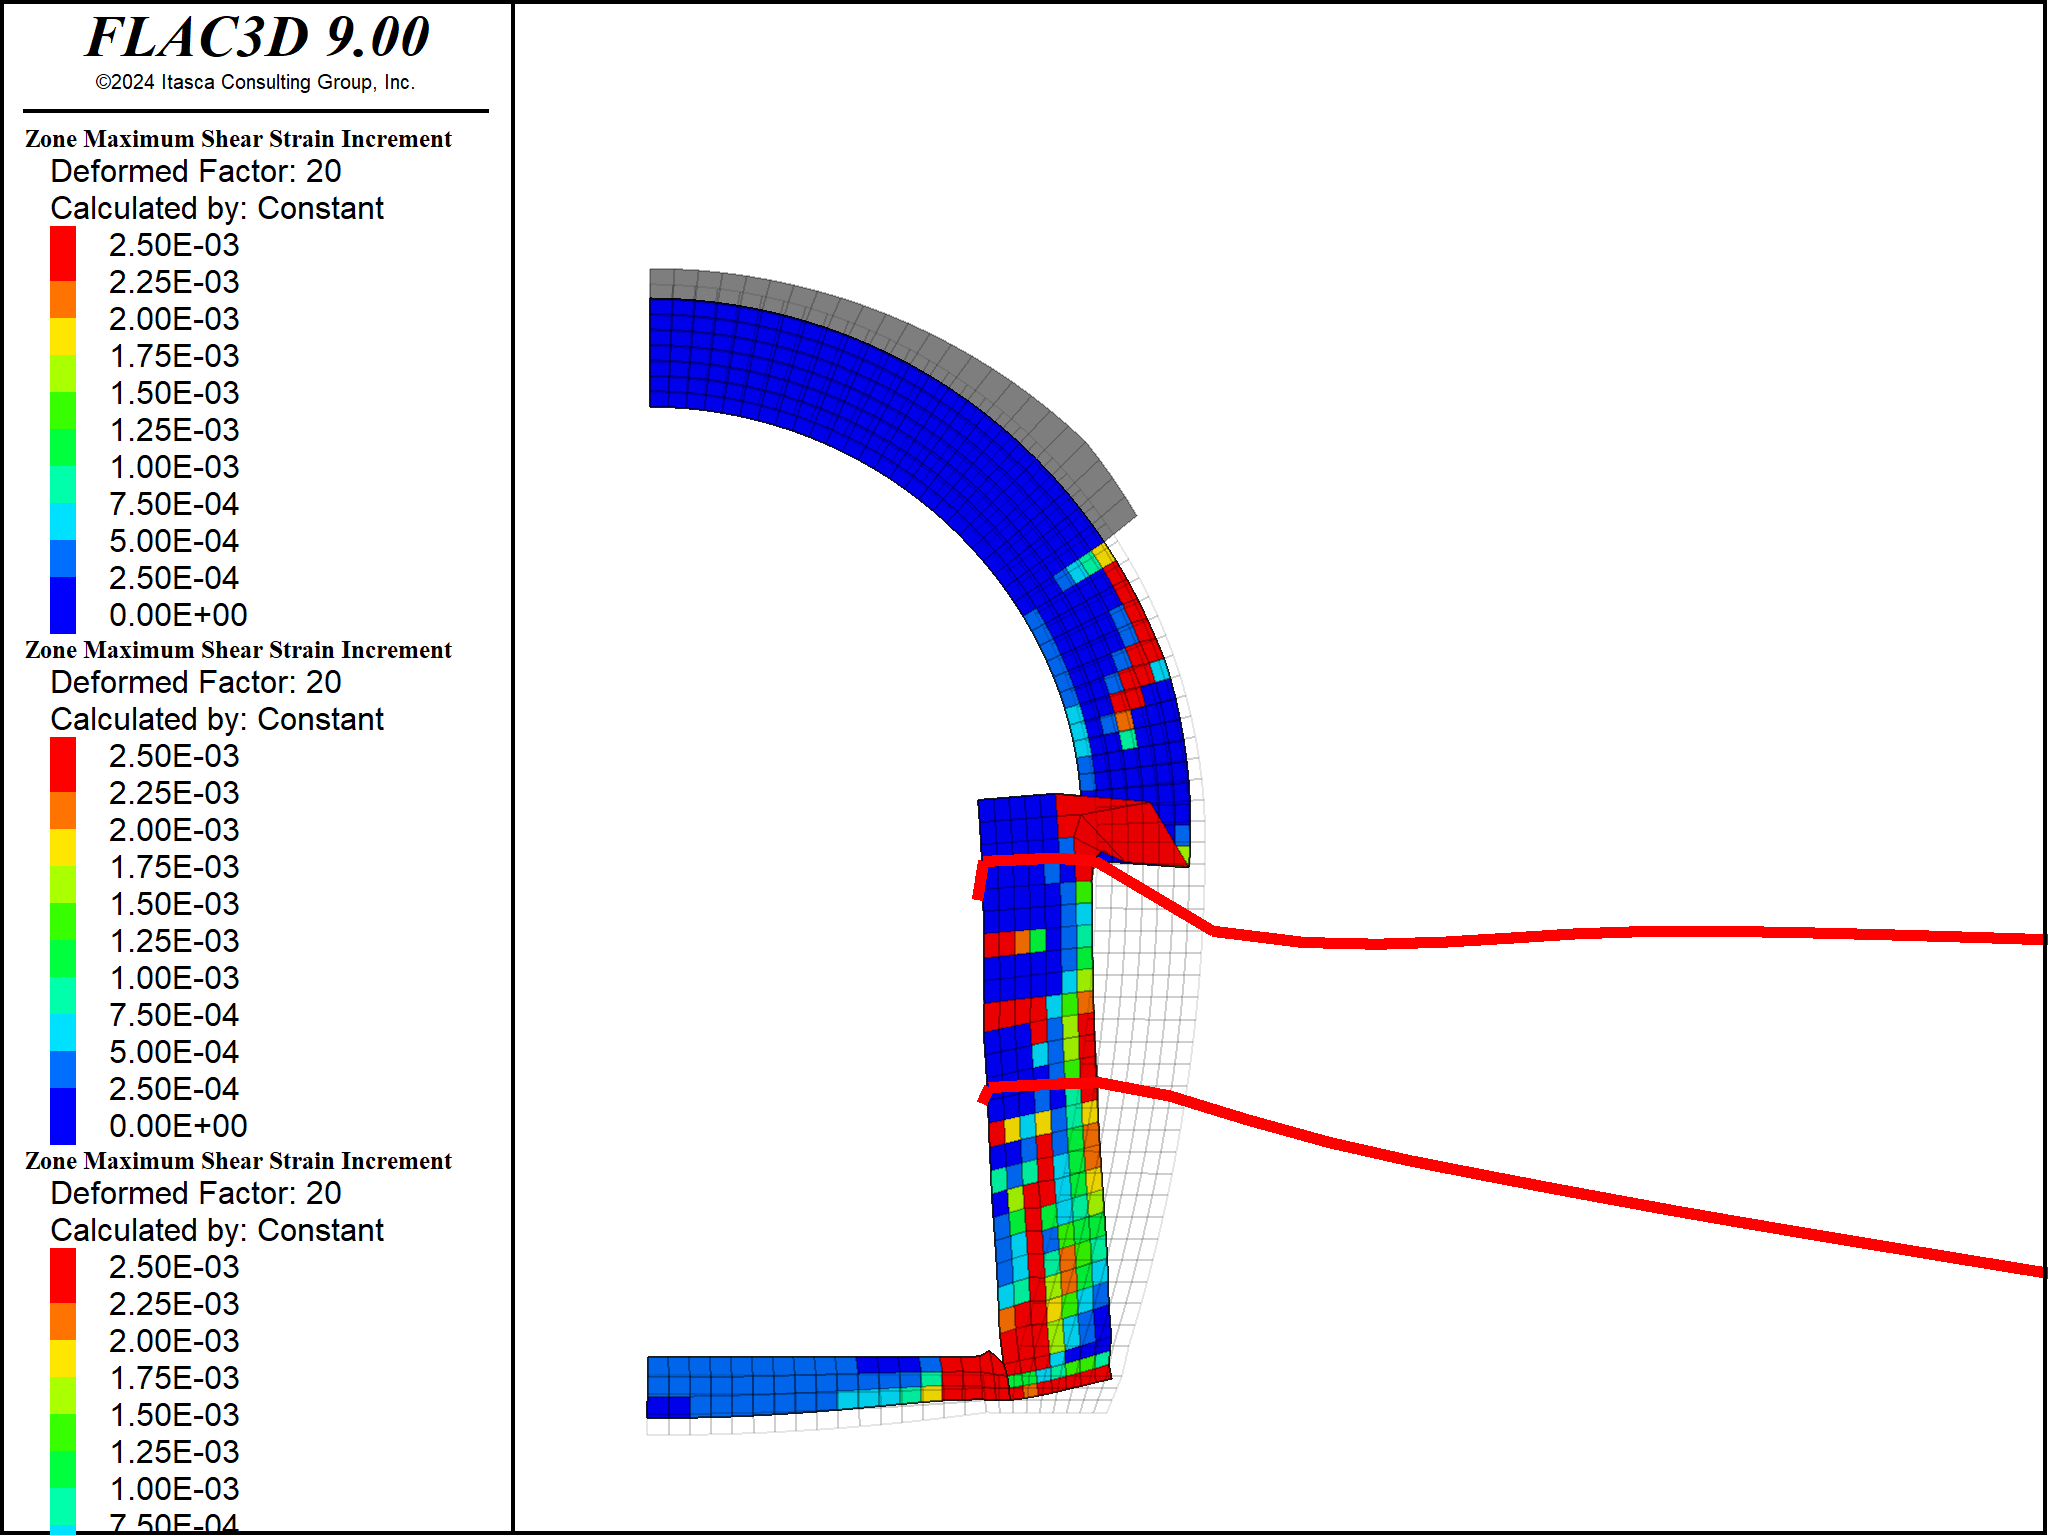 FLAC3D 9.00
©2024 Itasca Consulting Group, Inc.
Zone Maximum Shear Strain Increment
Deformed Factor: 20
Calculated by: Constant
2.50E-03
2.25E-03
2.00E-03
1.75E-03
1.50E-03
1.25E-03
1.00E-03
7.50E-04
5.00E-04
2.50E-04
0.00E+00
Zone Maximum Shear Strain Increment
Deformed Factor: 20
Calculated by: Constant
2.50E-03
2.25E-03
2.00E-03
1.75E-03
1.50E-03
1.25E-03
1.00E-03
7.50E-04
5.00E-04
2.50E-04
0.00E+00
Zone Maximum Shear Strain Increment
Deformed Factor: 20
Calculated by: Constant
2.50E-03
2.25E-03
2.00E-03
1.75E-03
1.50E-03
1.25E-03
1.00E-03
7.50E-04